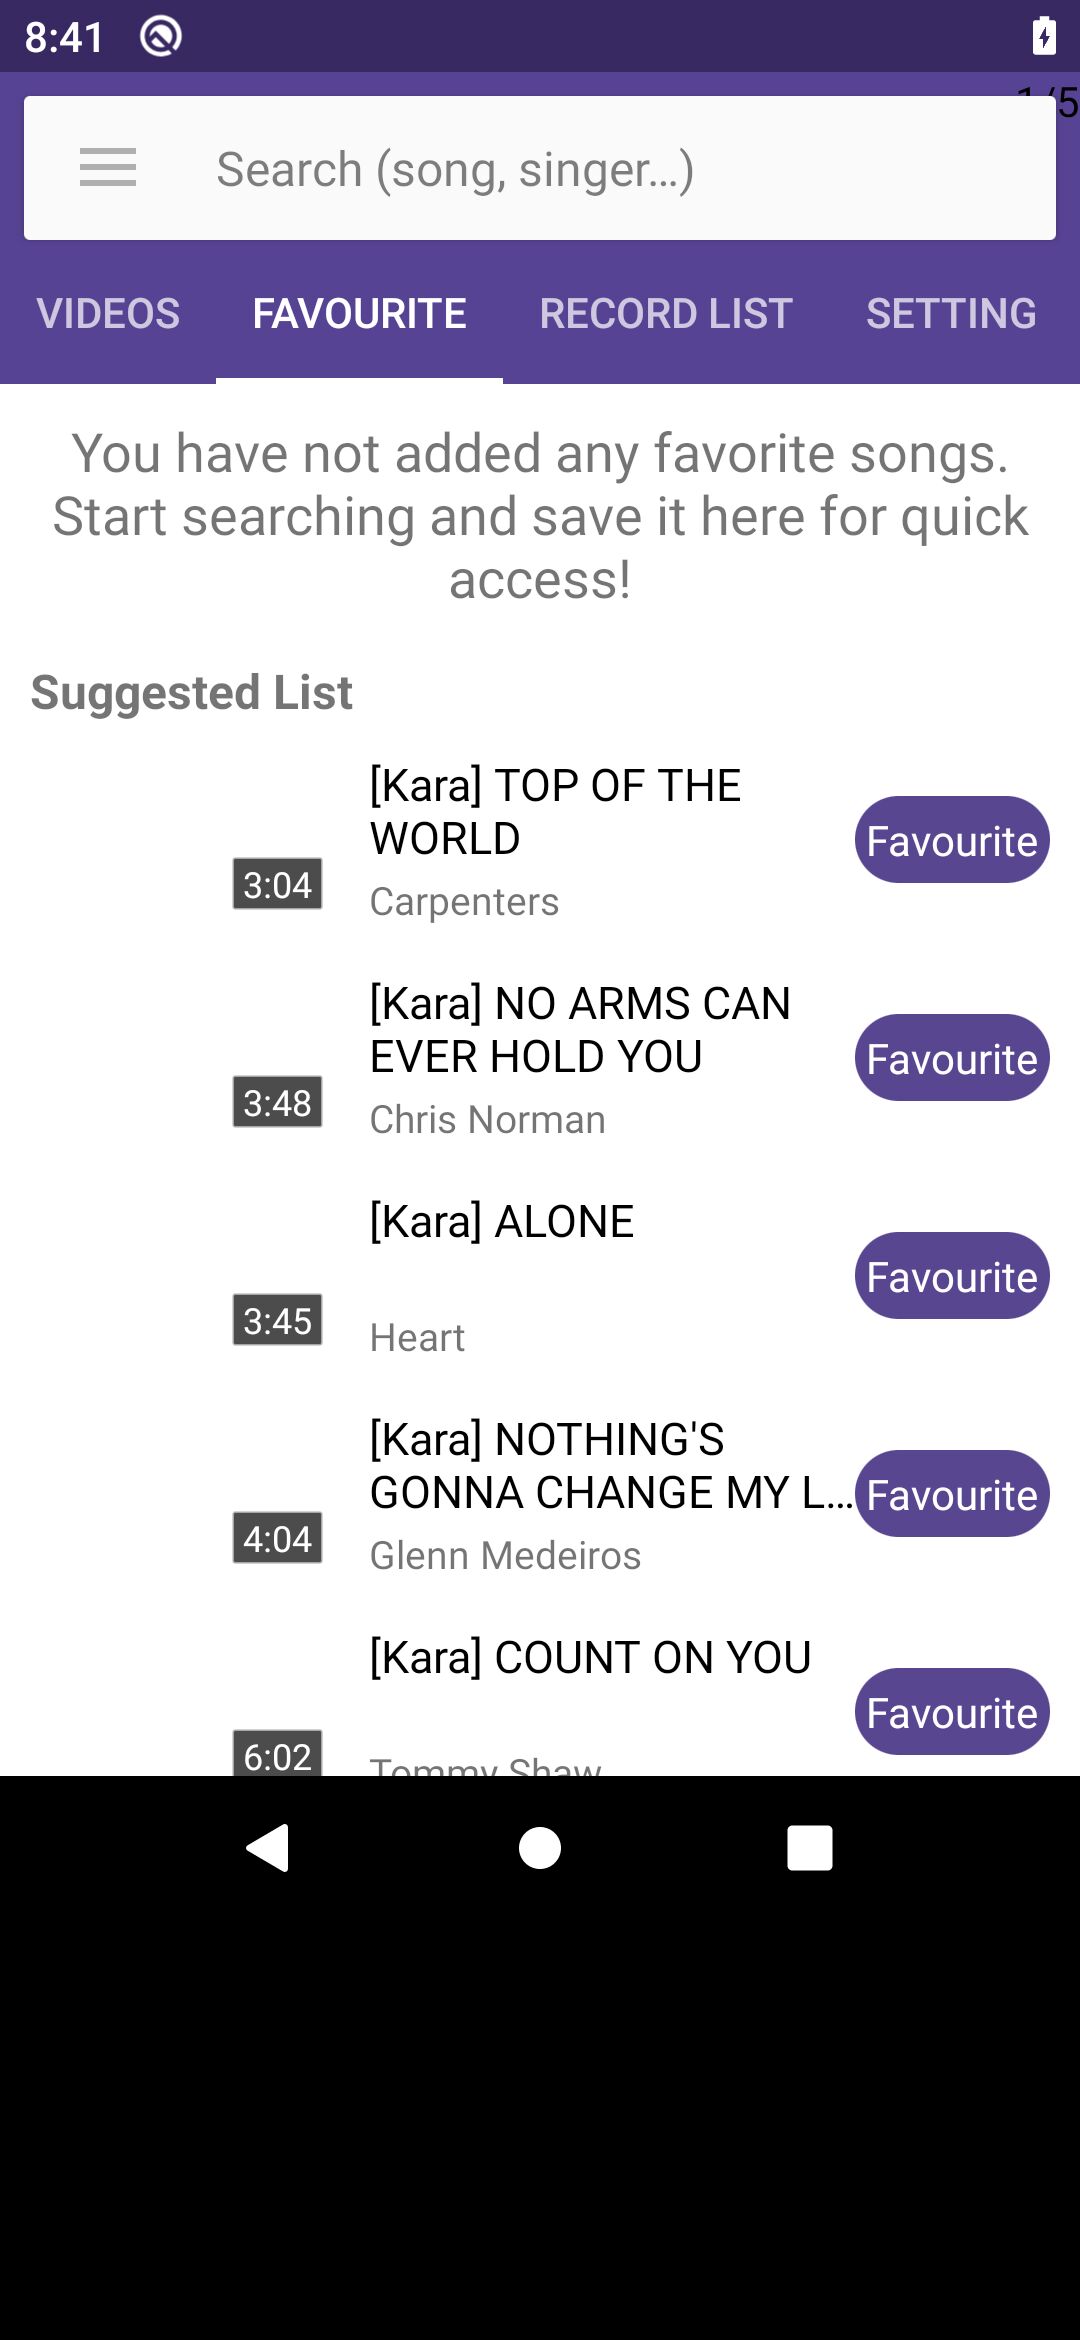 8:41
1/5
Search (song, singer...)
VIDEOS FAVOURITE RECORD LIST SETTING
You have not added any favorite songs.
Start searching and save it here for quick
access!
Suggested List
[Kara] TOP OF THE
WORLD
Carpenters
3:04
Favourite
[Kara] NO ARMS CAN
EVER HOLD YOU
Chris Norman
3:48
Favourite
[Kara] ALONE
Heart
3:45
Favourite
[Kara] NOTHING'S
GONNA CHANGE MY L...
Glenn Medeiros
4:04
Favourite
[Kara] COUNT ON YOU
Tommy Shaw
6:02
Favourite